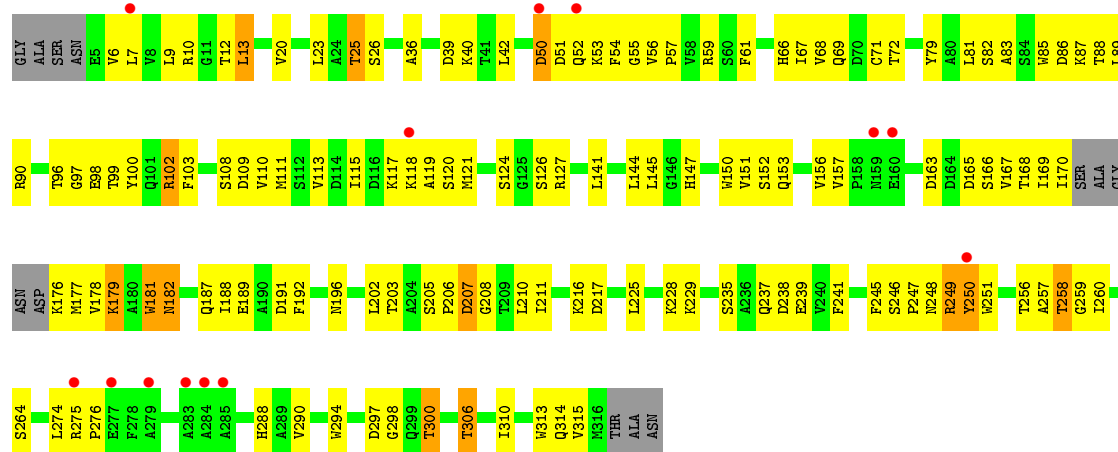 GLY ALA SER ASN E5 V6 L7 V8 L9 R10 G11 T12 L13 V20 L23 A24 T25 S26 A36 D39 K40 T41 L42 D50 D51 Q52 K53 F54 G55 V56 P57 V58 R59 S60 F61 H66 I67 V68 Q69 D70 C71 T72 Y79 A80 L81 S82 A83 S84 W85 D86 K87 T88 L89
R90 T96 G97 E98 T99 Y100 Q101 R102 F103 S108 D109 V110 M111 S112 V113 D114 I115 D116 K117 K118 A119 S120 M121 S124 G125 S126 R127 L141 L144 L145 G146 H147 W150 V151 S152 Q153 V156 V157 P158 N159 E160 D163 D164 D165 S166 V167 T168 I169 I170 SER ALA GLY
ASN ASP K176 M177 V178 K179 A180 W181 N182 Q187 I188 E189 A190 D191 F192 N196 L202 T203 A204 S205 P206 D207 G208 T209 L210 I211 K216 D217 L225 K228 K229 S235 A236 Q237 D238 E239 V240 F241 F245 S246 P247 N248 R249 Y250 W251 T256 A257 T258 G259 I260
S264 L274 R275 P276 E277 F278 A279 A283 A284 A285 H288 A289 V290 W294 D297 G298 Q299 T300 T306 I310 W313 Q314 V315 M316 THR ALA ASN